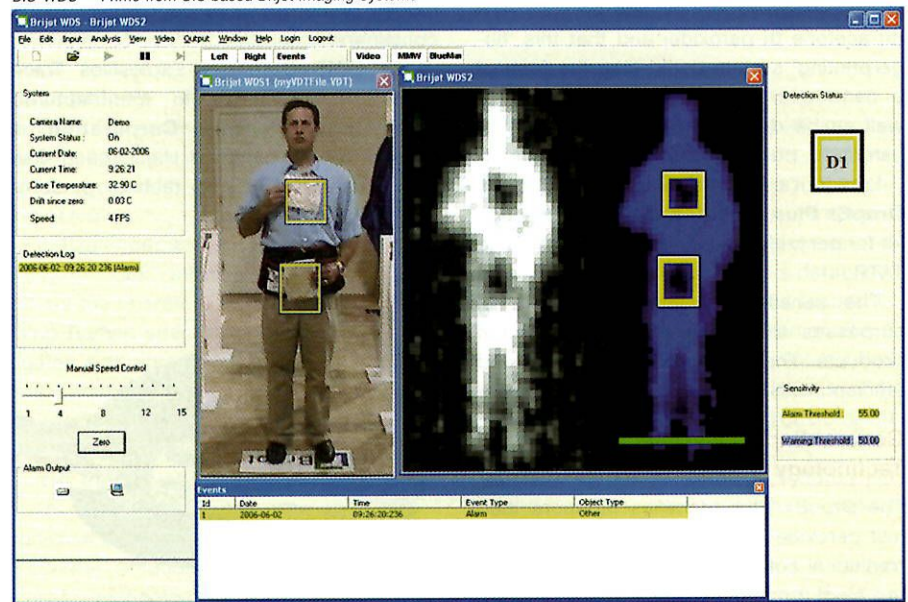 Brijot WDS - Brijot WDS2
File Edit Input Analysis View Video Output Window Help Login Logout
Left Right Events Video MMW BlueMan
System
Camera Name: Demo
System Status: On
Current Date: 06-02-2006
Current Time: 9:26:21
Case Temperature: 32.90 C
Drift since zero: 0.03 C
Speed: 4 FPS
Detection Log
2006-06-02: 09:26:20:236 (Alarm)
Manual Speed Control
1 4 8 12 15
Zero
Alarm Output
Brijot WDS1 (myVDTFile.VDT)
Brijot
Brijot WDS2
Detection Status
D1
Sensitivity
Alarm Threshold: 55.00
Warning Threshold: 50.00
Events
Id Date Time Event Type Object Type
1 2006-06-02 09:26:20:236 Alarm Other